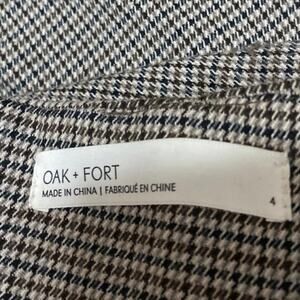 OAK + FORT
MADE IN CHINA | FABRIQUÉ EN CHINE
4